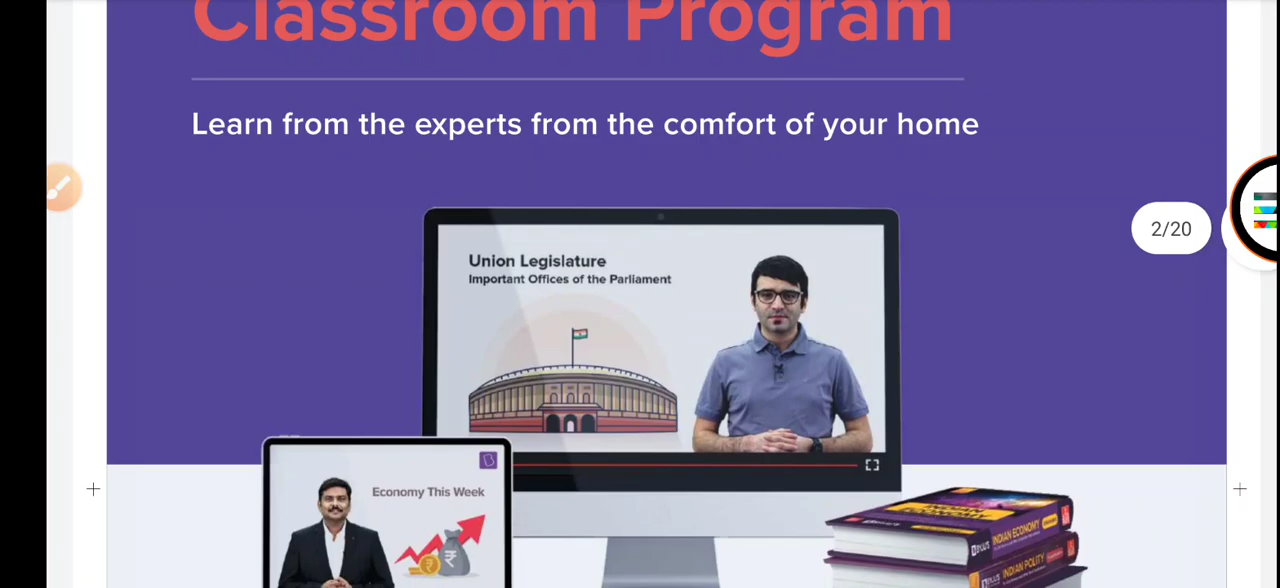 Classroom Program
Learn from the experts from the comfort of your home
2/20
Union Legislature
Important Offices of the Parliament
Economy This Week
INDIAN ECONOMY
INDIAN POLITY